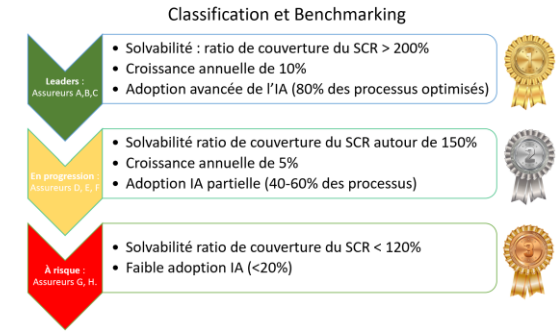 Classification et Benchmarking
Leaders :
Assureurs A,B,C
• Solvabilité : ratio de couverture du SCR > 200%
• Croissance annuelle de 10%
• Adoption avancée de l'IA (80% des processus optimisés)
1
En progression :
Assureurs D, E, F
• Solvabilité ratio de couverture du SCR autour de 150%
• Croissance annuelle de 5%
• Adoption IA partielle (40-60% des processus)
2
À risque :
Assureurs G, H.
• Solvabilité ratio de couverture du SCR < 120%
• Faible adoption IA (<20%)
3